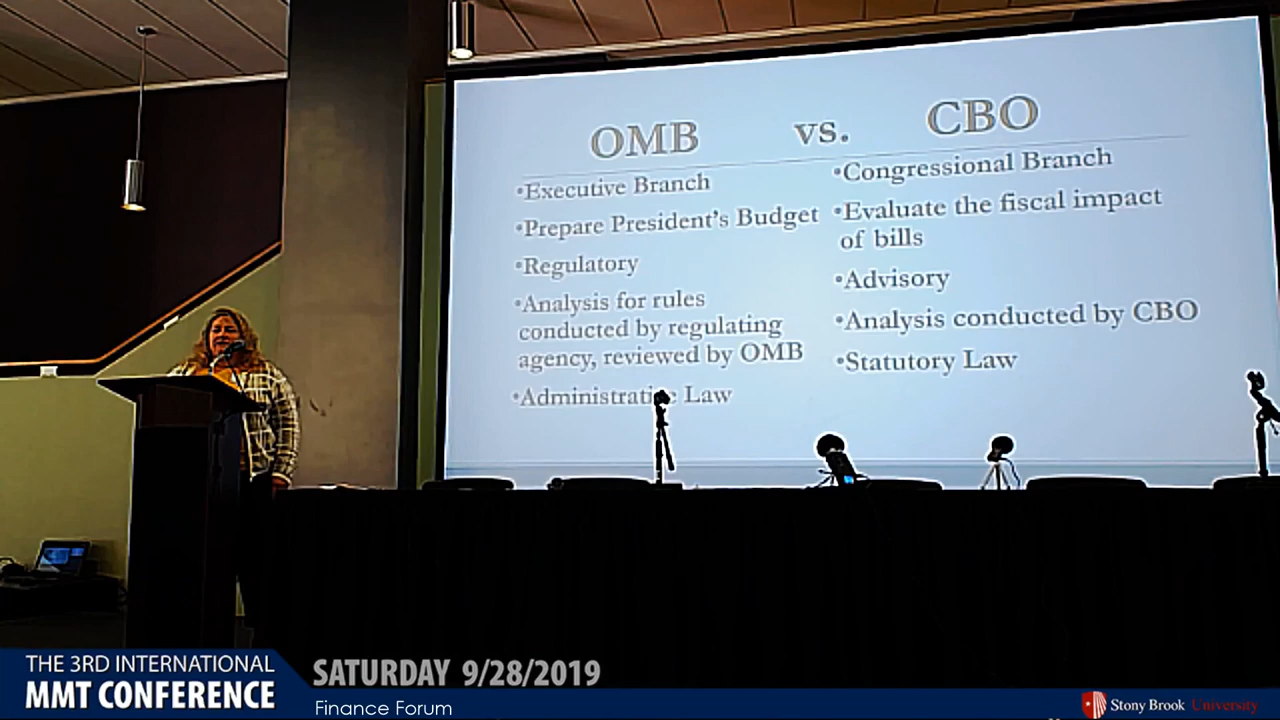 OMB vs. CBO
•Executive Branch
•Prepare President's Budget
•Regulatory
•Analysis for rules
conducted by regulating
agency, reviewed by OMB
•Administrative Law
•Congressional Branch
•Evaluate the fiscal impact
of bills
•Advisory
•Analysis conducted by CBO
•Statutory Law
THE 3RD INTERNATIONAL
MMT CONFERENCE
SATURDAY 9/28/2019
Finance Forum
Stony Brook University